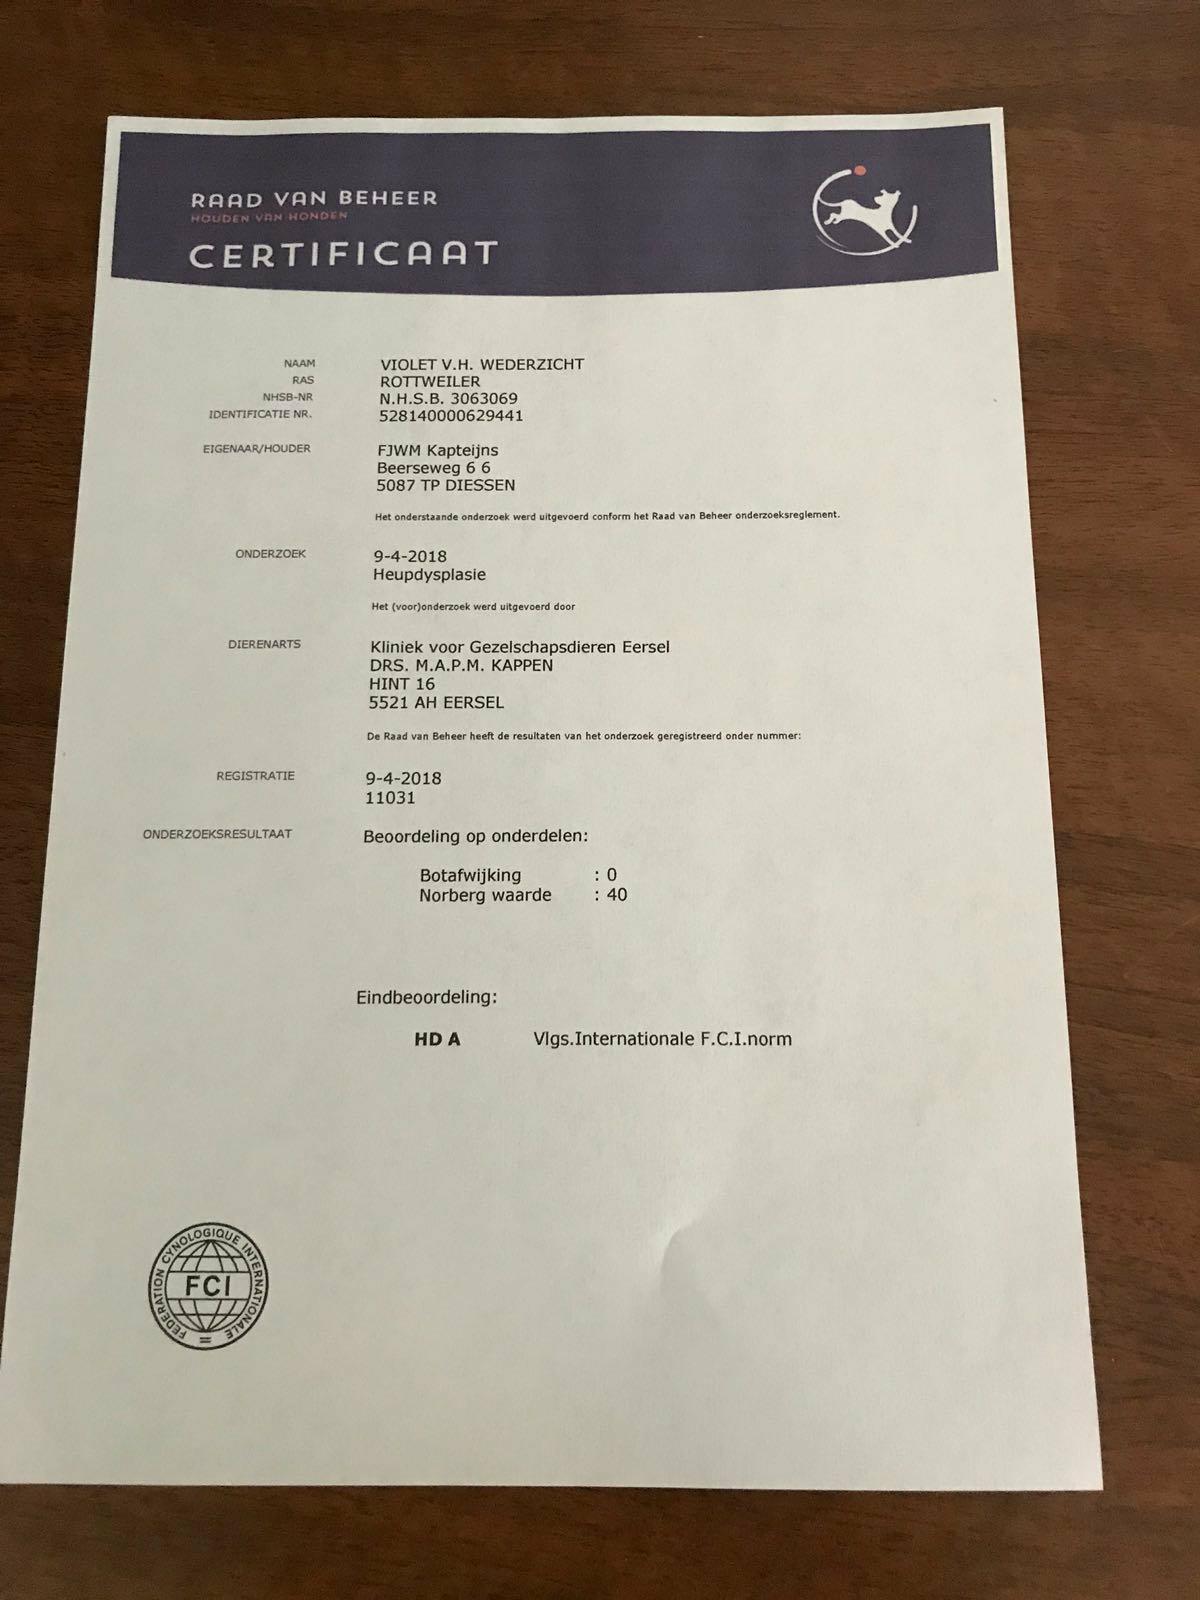 RAAD VAN BEHEER
HOUDEN VAN HONDEN
CERTIFICAAT
NAAM VIOLET V.H. WEDERZICHT
RAS ROTTWEILER
NHSB-NR N.H.S.B. 3063069
IDENTIFICATIE NR. 528140000629441
EIGENAAR/HOUDER FJWM Kapteijns
Beerseweg 6 6
5087 TP DIESSEN
Het onderstaande onderzoek werd uitgevoerd conform het Raad van Beheer onderzoeksreglement.
ONDERZOEK 9-4-2018
Heupdysplasie
Het (voor)onderzoek werd uitgevoerd door
DIERENARTS Kliniek voor Gezelschapsdieren Eersel
DRS. M.A.P.M. KAPPEN
HINT 16
5521 AH EERSEL
De Raad van Beheer heeft de resultaten van het onderzoek geregistreerd onder nummer:
REGISTRATIE 9-4-2018
11031
ONDERZOEKSRESULTAAT Beoordeling op onderdelen:
Botafwijking : 0
Norberg waarde : 40
Eindbeoordeling:
HD A Vlgs.Internationale F.C.I.norm
FEDERATION CYNOLOGIQUE INTERNATIONALE
FCI